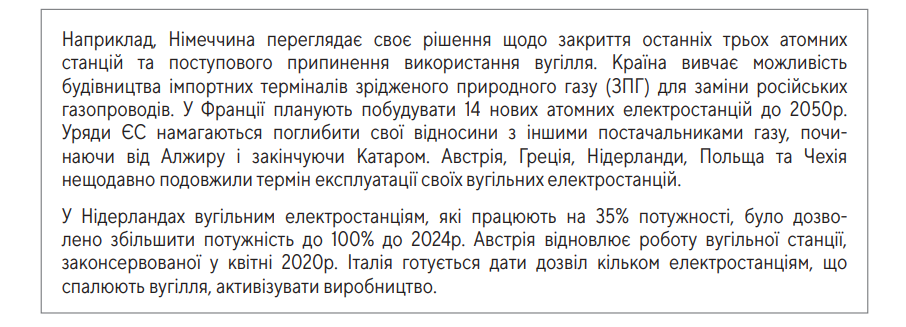 Наприклад, Німеччина переглядає своє рішення щодо закриття останніх трьох атомних
станцій та поступового припинення використання вугілля. Країна вивчає можливість
будівництва імпортних терміналів зрідженого природного газу (ЗПГ) для заміни російських
газопроводів. У Франції планують побудувати 14 нових атомних електростанцій до 2050р.
Уряди ЄС намагаються поглибити свої відносини з іншими постачальниками газу, почи-
наючи від Алжиру і закінчуючи Катаром. Австрія, Греція, Нідерланди, Польща та Чехія
нещодавно подовжили термін експлуатації своїх вугільних електростанцій.
У Нідерландах вугільним електростанціям, які працюють на 35% потужності, було дозво-
лено збільшити потужність до 100% до 2024р. Австрія відновлює роботу вугільної станції,
законсервованої у квітні 2020р. Італія готується дати дозвіл кільком електростанціям, що
спалюють вугілля, активізувати виробництво.